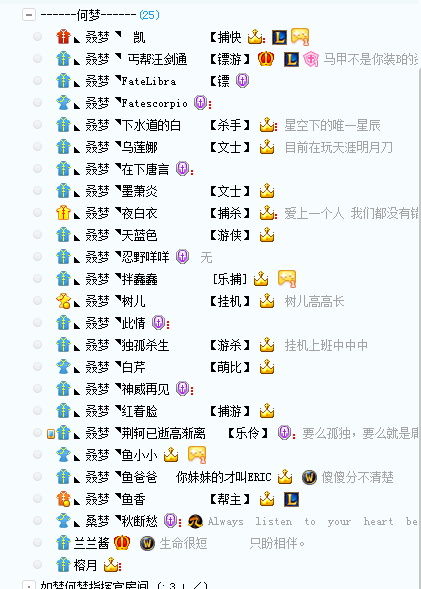 ------何梦------(25)
叒梦◥ 凯 【捕快】
叒梦◥ 丐帮汪剑通 【镖游】 马甲不是你装B的
叒梦◥FateLibra 【镖】
叒梦◥Fatescorpio
叒梦◥下水道的白 【杀手】 星空下的唯一星辰
叒梦◥乌莲娜 【文士】 目前在玩天涯明月刀
叒梦◥在下唐言
叒梦◥墨萧炎 【文士】
叒梦◥夜白衣 【捕杀】 爱上一个人 我们都没有错
叒梦◥天蓝色 【游侠】
叒梦◥忍野咩咩 无
叒梦◥拌鑫鑫 [乐捕]
叒梦◥树儿 【挂机】 树儿高高长
叒梦◥此情
叒梦◥独孤杀生 【游杀】 挂机上班中中中
叒梦◥白芹 【萌比】
叒梦◥神威再见
叒梦◥红着脸 【捕游】
叒梦◥荆轲已逝高渐离 【乐伶】 要么孤独，要么就是庸
叒梦◥鱼小小
叒梦◥鱼爸爸 你妹妹的才叫ERIC 傻傻分不清楚
叒梦◥鱼香 【帮主】
桑梦◥秋断愁 Always listen to your heart be
兰兰酱 生命很短 只盼相伴。
榕月
如梦何梦指挥官房间